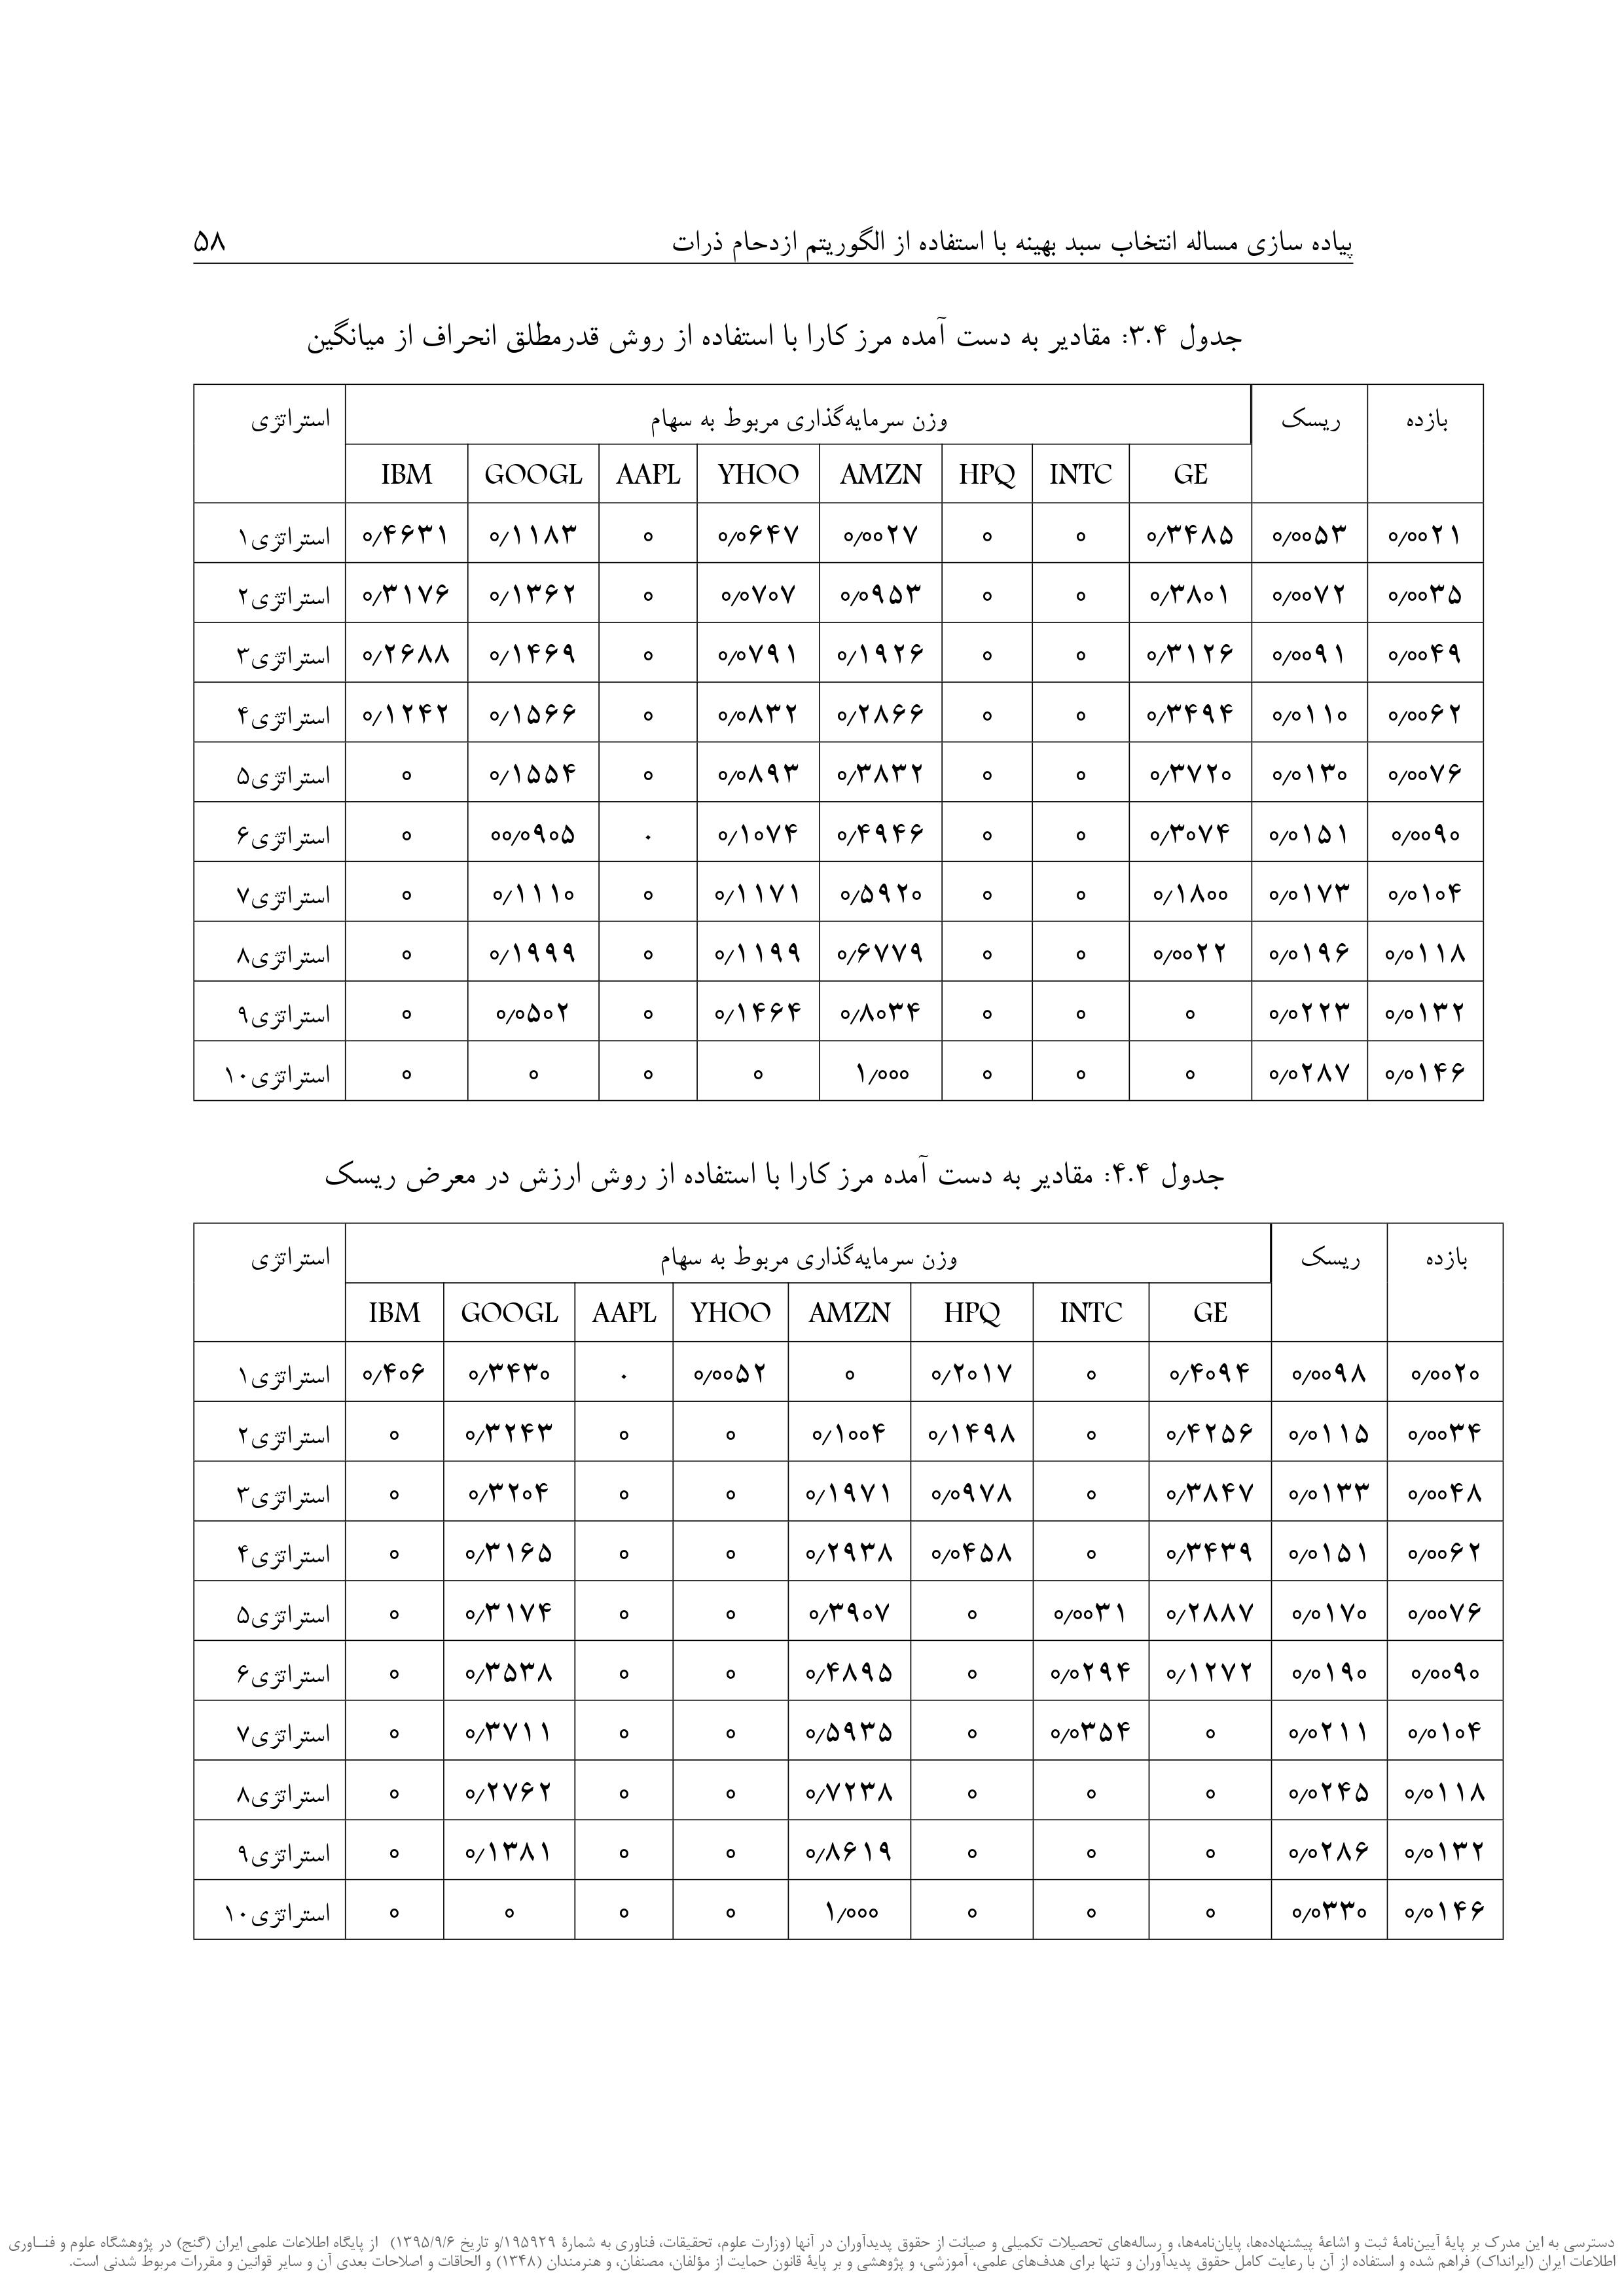 پیاده سازی مساله انتخاب سبد بهینه با استفاده از الگوریتم ازدحام ذرات ۵۸
جدول ۳.۴: مقادیر به دست آمده مرز کارا با استفاده از روش قدرمطلق انحراف از میانگین
استراتژی وزن سرمایه‌گذاری مربوط به سهام ریسک بازده
IBM GOOGL AAPL YHOO AMZN HPQ INTC GE
استراتژی۱ ۰/۴۶۳۱ ۰/۱۱۸۳ ۰ ۰/۰۶۴۷ ۰/۰۰۲۷ ۰ ۰ ۰/۳۴۸۵ ۰/۰۰۵۳ ۰/۰۰۲۱
استراتژی۲ ۰/۳۱۷۶ ۰/۱۳۶۲ ۰ ۰/۰۷۰۷ ۰/۰۹۵۳ ۰ ۰ ۰/۳۸۰۱ ۰/۰۰۷۲ ۰/۰۰۳۵
استراتژی۳ ۰/۲۶۸۸ ۰/۱۴۶۹ ۰ ۰/۰۷۹۱ ۰/۱۹۲۶ ۰ ۰ ۰/۳۱۲۶ ۰/۰۰۹۱ ۰/۰۰۴۹
استراتژی۴ ۰/۱۲۴۲ ۰/۱۵۶۶ ۰ ۰/۰۸۳۲ ۰/۲۸۶۶ ۰ ۰ ۰/۳۴۹۴ ۰/۰۱۱۰ ۰/۰۰۶۲
استراتژی۵ ۰ ۰/۱۵۵۴ ۰ ۰/۰۸۹۳ ۰/۳۸۳۲ ۰ ۰ ۰/۳۷۲۰ ۰/۰۱۳۰ ۰/۰۰۷۶
استراتژی۶ ۰ ۰۰/۰۹۰۵ ۰ ۰/۱۰۷۴ ۰/۴۹۴۶ ۰ ۰ ۰/۳۰۷۴ ۰/۰۱۵۱ ۰/۰۰۹۰
استراتژی۷ ۰ ۰/۱۱۱۰ ۰ ۰/۱۱۷۱ ۰/۵۹۲۰ ۰ ۰ ۰/۱۸۰۰ ۰/۰۱۷۳ ۰/۰۱۰۴
استراتژی۸ ۰ ۰/۱۹۹۹ ۰ ۰/۱۱۹۹ ۰/۶۷۷۹ ۰ ۰ ۰/۰۰۲۲ ۰/۰۱۹۶ ۰/۰۱۱۸
استراتژی۹ ۰ ۰/۰۵۰۲ ۰ ۰/۱۴۶۴ ۰/۸۰۳۴ ۰ ۰ ۰ ۰/۰۲۲۳ ۰/۰۱۳۲
استراتژی۱۰ ۰ ۰ ۰ ۰ ۱/۰۰۰ ۰ ۰ ۰ ۰/۰۲۸۷ ۰/۰۱۴۶
جدول ۴.۴: مقادیر به دست آمده مرز کارا با استفاده از روش ارزش در معرض ریسک
استراتژی وزن سرمایه‌گذاری مربوط به سهام ریسک بازده
IBM GOOGL AAPL YHOO AMZN HPQ INTC GE
استراتژی۱ ۰/۴۰۶ ۰/۳۴۳۰ ۰ ۰/۰۰۵۲ ۰ ۰/۲۰۱۷ ۰ ۰/۴۰۹۴ ۰/۰۰۹۸ ۰/۰۰۲۰
استراتژی۲ ۰ ۰/۳۲۴۳ ۰ ۰ ۰/۱۰۰۴ ۰/۱۴۹۸ ۰ ۰/۴۲۵۶ ۰/۰۱۱۵ ۰/۰۰۳۴
استراتژی۳ ۰ ۰/۳۲۰۴ ۰ ۰ ۰/۱۹۷۱ ۰/۰۹۷۸ ۰ ۰/۳۸۴۷ ۰/۰۱۳۳ ۰/۰۰۴۸
استراتژی۴ ۰ ۰/۳۱۶۵ ۰ ۰ ۰/۲۹۳۸ ۰/۰۴۵۸ ۰ ۰/۳۴۳۹ ۰/۰۱۵۱ ۰/۰۰۶۲
استراتژی۵ ۰ ۰/۳۱۷۴ ۰ ۰ ۰/۳۹۰۷ ۰ ۰/۰۰۳۱ ۰/۲۸۸۷ ۰/۰۱۷۰ ۰/۰۰۷۶
استراتژی۶ ۰ ۰/۳۵۳۸ ۰ ۰ ۰/۴۸۹۵ ۰ ۰/۰۲۹۴ ۰/۱۲۷۲ ۰/۰۱۹۰ ۰/۰۰۹۰
استراتژی۷ ۰ ۰/۳۷۱۱ ۰ ۰ ۰/۵۹۳۵ ۰ ۰/۰۳۵۴ ۰ ۰/۰۲۱۱ ۰/۰۱۰۴
استراتژی۸ ۰ ۰/۲۷۶۲ ۰ ۰ ۰/۷۲۳۸ ۰ ۰ ۰ ۰/۰۲۴۵ ۰/۰۱۱۸
استراتژی۹ ۰ ۰/۱۳۸۱ ۰ ۰ ۰/۸۶۱۹ ۰ ۰ ۰ ۰/۰۲۸۶ ۰/۰۱۳۲
استراتژی۱۰ ۰ ۰ ۰ ۰ ۱/۰۰۰ ۰ ۰ ۰ ۰/۰۳۳۰ ۰/۰۱۴۶
دسترسی به این مدرک بر پایهٔ آیین‌نامهٔ ثبت و اشاعهٔ پیشنهاده‌ها، پایان‌نامه‌ها، و رساله‌های تحصیلات تکمیلی و صیانت از حقوق پدیدآوران در آنها (وزارت علوم، تحقیقات، فناوری به شمارهٔ ۱۹۵۹۲۹/و تاریخ ۱۳۹۵/۹/۶) از پایگاه اطلاعات علمی ایران (گنج) در پژوهشگاه علوم و فنـاوری
اطلاعات ایران (ایرانداک) فراهم شده و استفاده از آن با رعایت کامل حقوق پدیدآوران و تنها برای هدف‌های علمی، آموزشی، و پژوهشی و بر پایهٔ قانون حمایت از مؤلفان، مصنفان، و هنرمندان (۱۳۴۸) و الحاقات و اصلاحات بعدی آن و سایر قوانین و مقررات مربوط شدنی است.